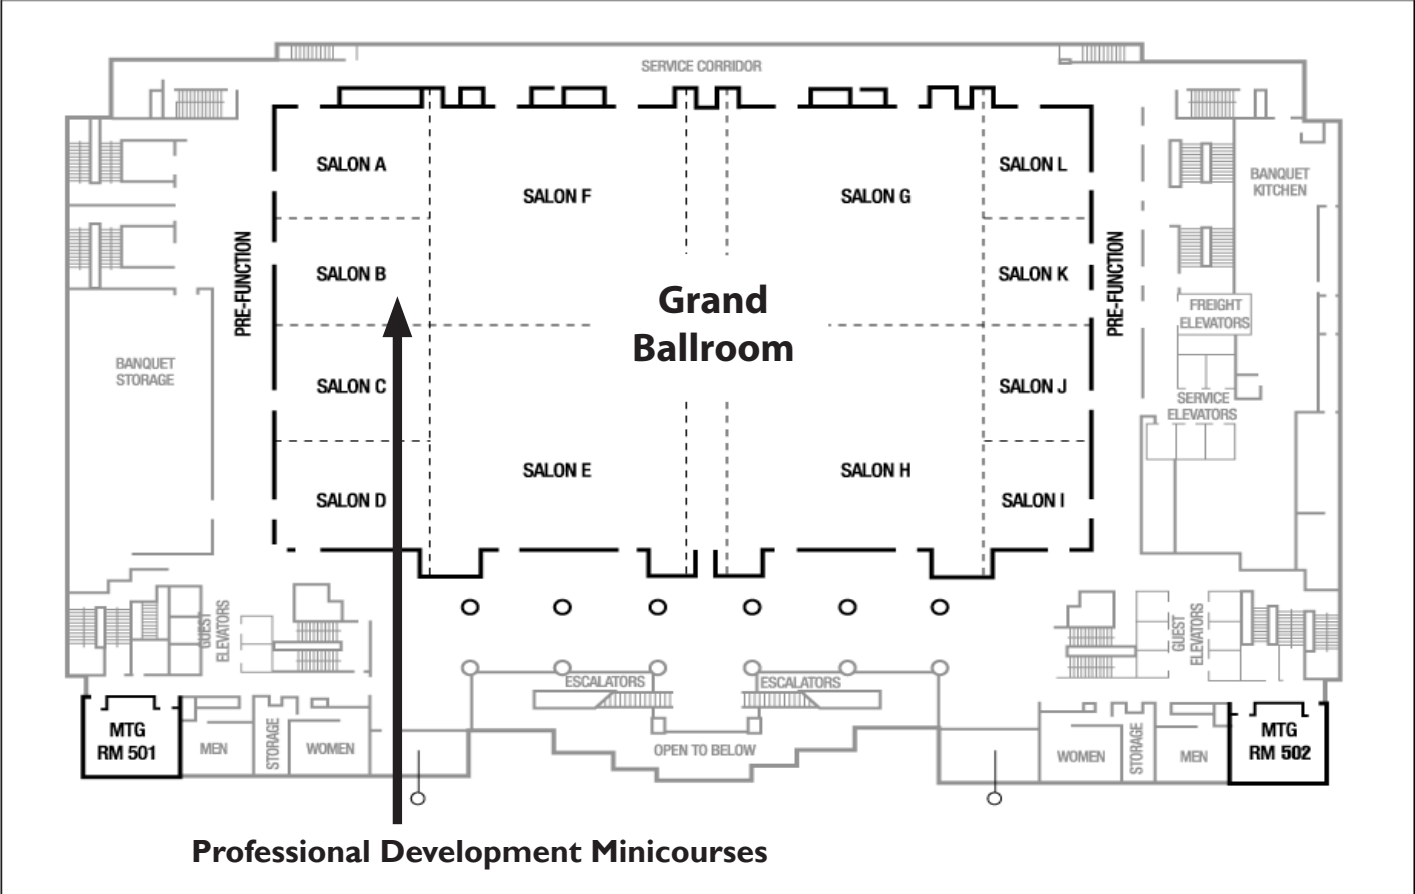 SERVICE CORRIDOR
SALON A
SALON F
SALON G
SALON L
BANQUET
KITCHEN
PRE-FUNCTION
SALON B
SALON K
PRE-FUNCTION
Grand
Ballroom
FREIGHT
ELEVATORS
BANQUET
STORAGE
SALON C
SALON J
SERVICE
ELEVATORS
SALON E
SALON H
SALON D
SALON I
GUEST
ELEVATORS
GUEST
ELEVATORS
ESCALATORS
ESCALATORS
MTG
RM 501
MEN
STORAGE
WOMEN
OPEN TO BELOW
WOMEN
STORAGE
MEN
MTG
RM 502
Professional Development Minicourses